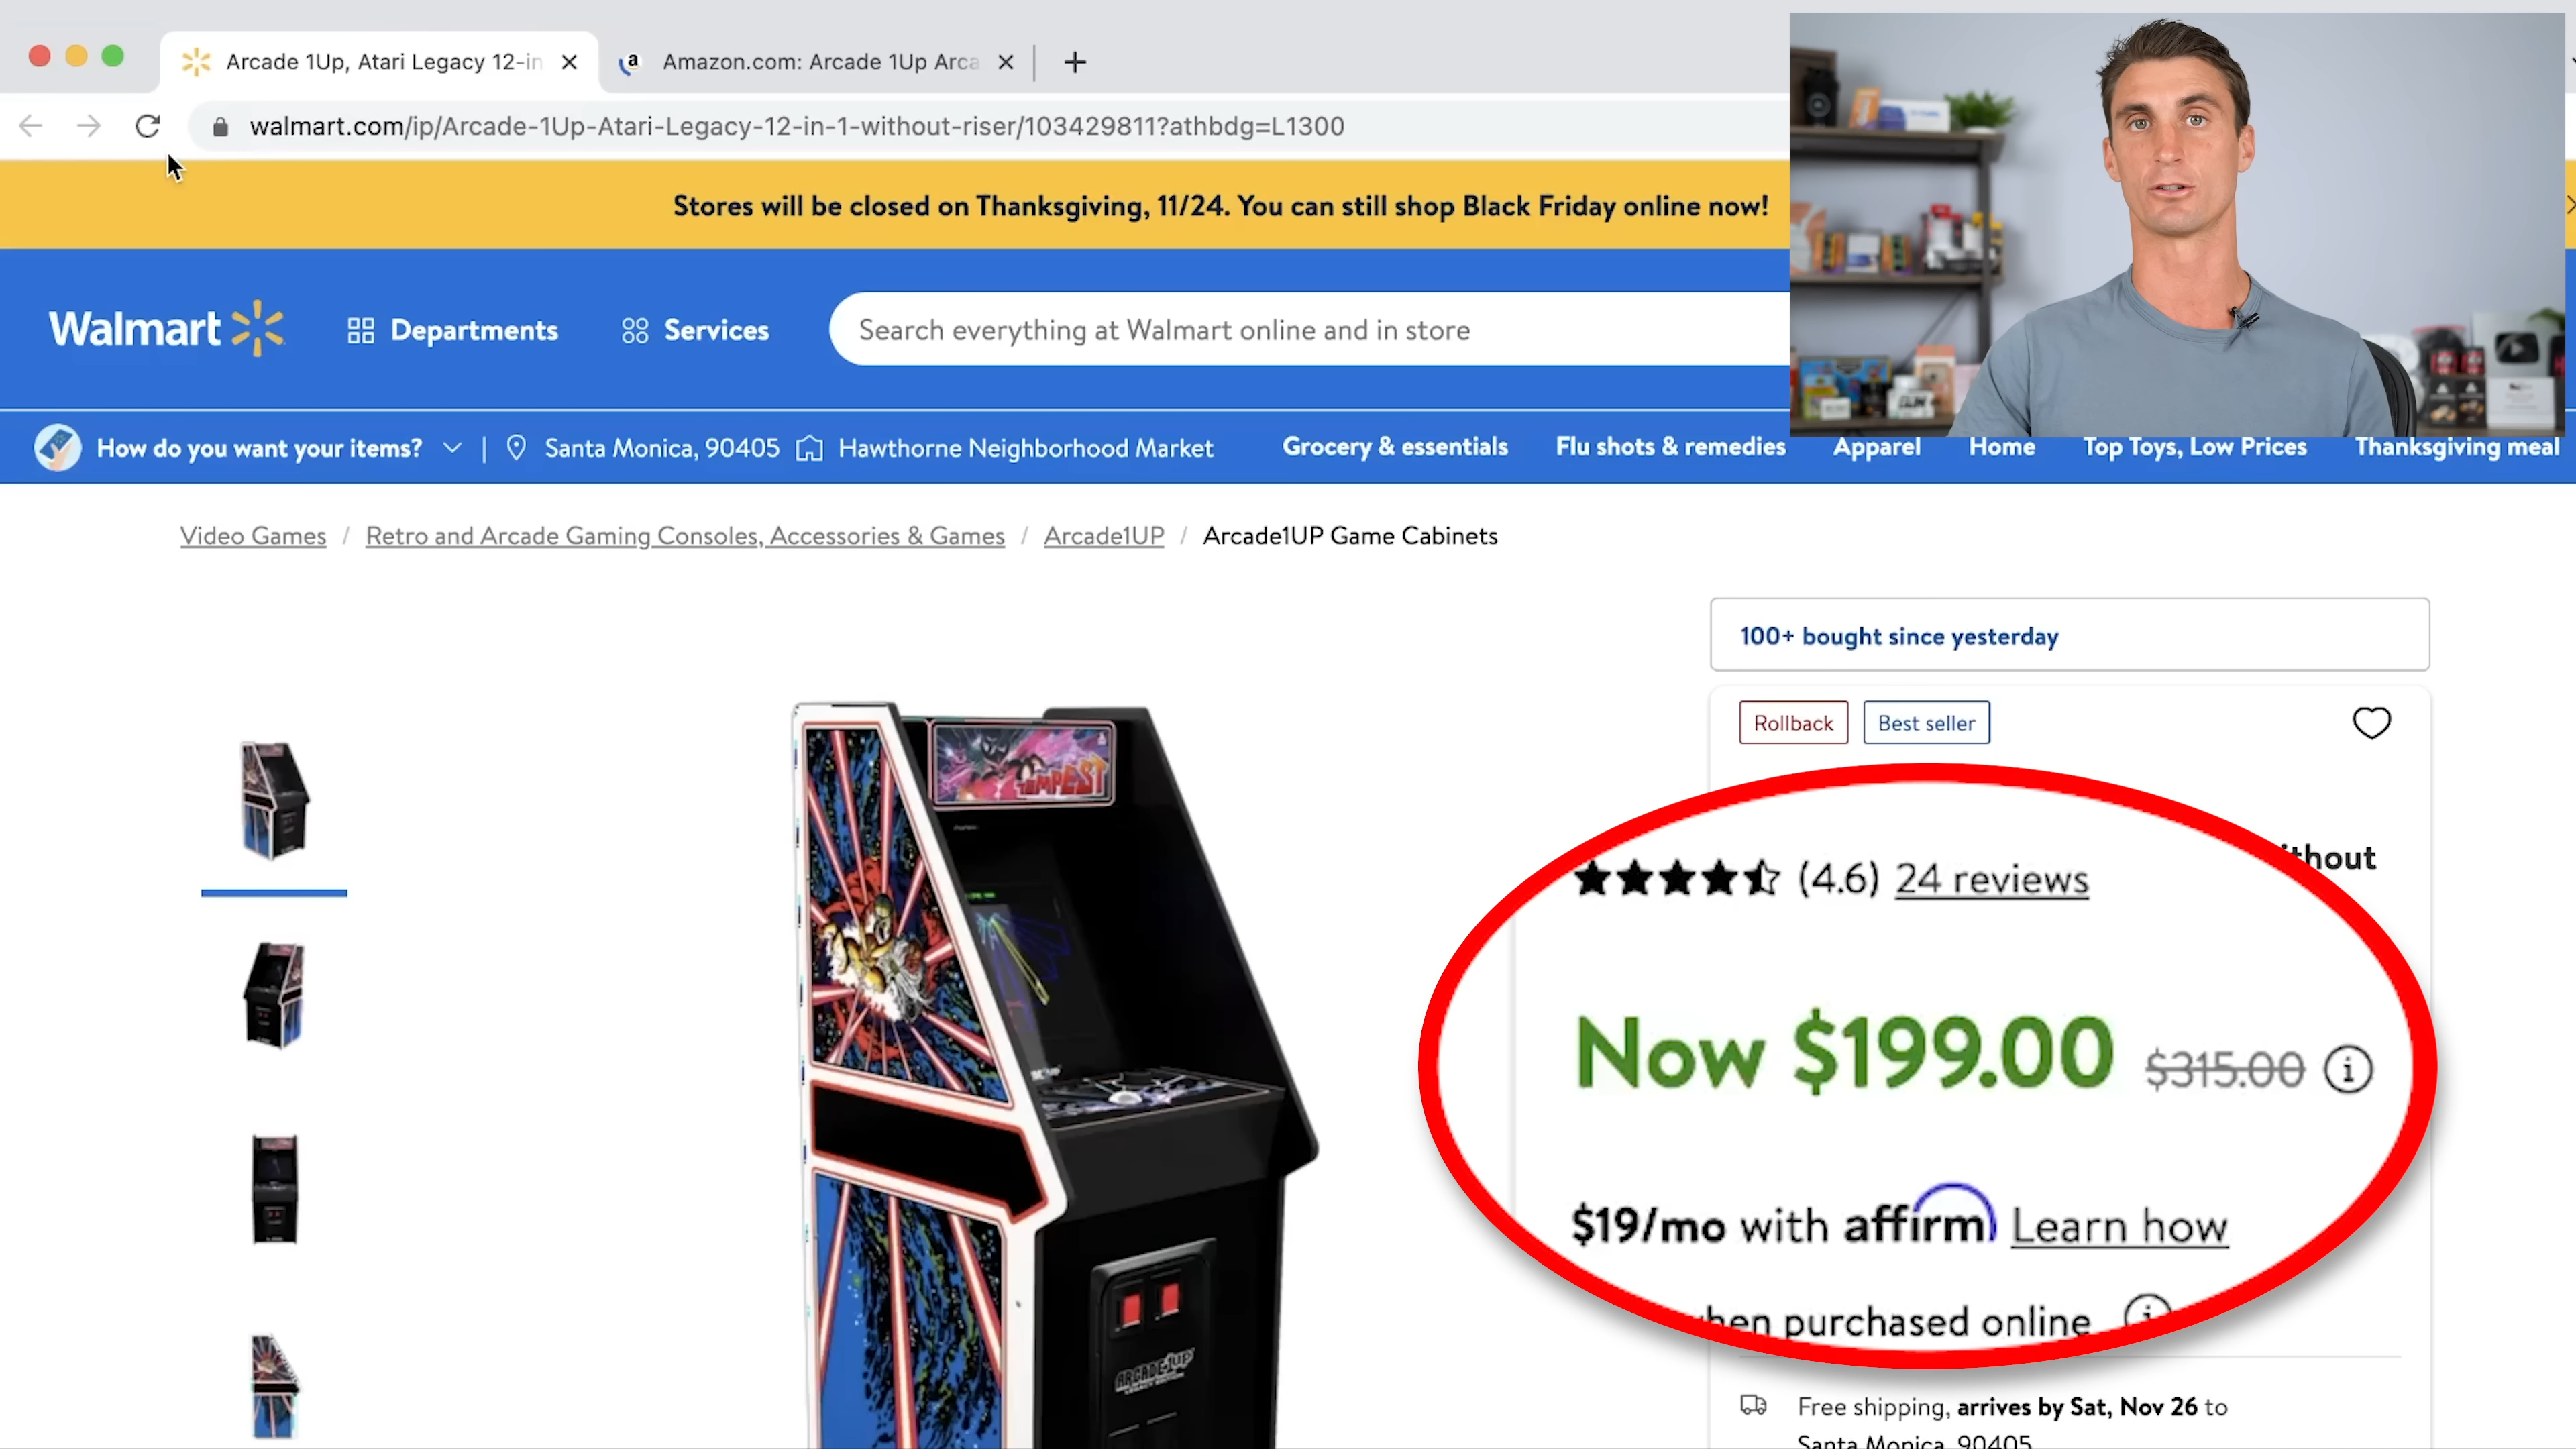 Arcade 1Up, Atari Legacy 12-in
Amazon.com: Arcade 1Up Arca
walmart.com/ip/Arcade-1Up-Atari-Legacy-12-in-1-without-riser/103429811?athbdg=L1300
Stores will be closed on Thanksgiving, 11/24. You can still shop Black Friday online now!
Walmart
Departments
Services
Search everything at Walmart online and in store
How do you want your items?
Santa Monica, 90405
Hawthorne Neighborhood Market
Grocery & essentials
Flu shots & remedies
Apparel
Home
Top Toys, Low Prices
Thanksgiving meal
Video Games / Retro and Arcade Gaming Consoles, Accessories & Games / Arcade1UP / Arcade1UP Game Cabinets
100+ bought since yesterday
Rollback
Best seller
TEMPEST
ithout
(4.6) 24 reviews
Now $199.00 $315.00
$19/mo with affirm Learn how
hen purchased online
ARCADE1UP
LEGACY EDITION
Free shipping, arrives by Sat, Nov 26 to
Santa Monica, 90405